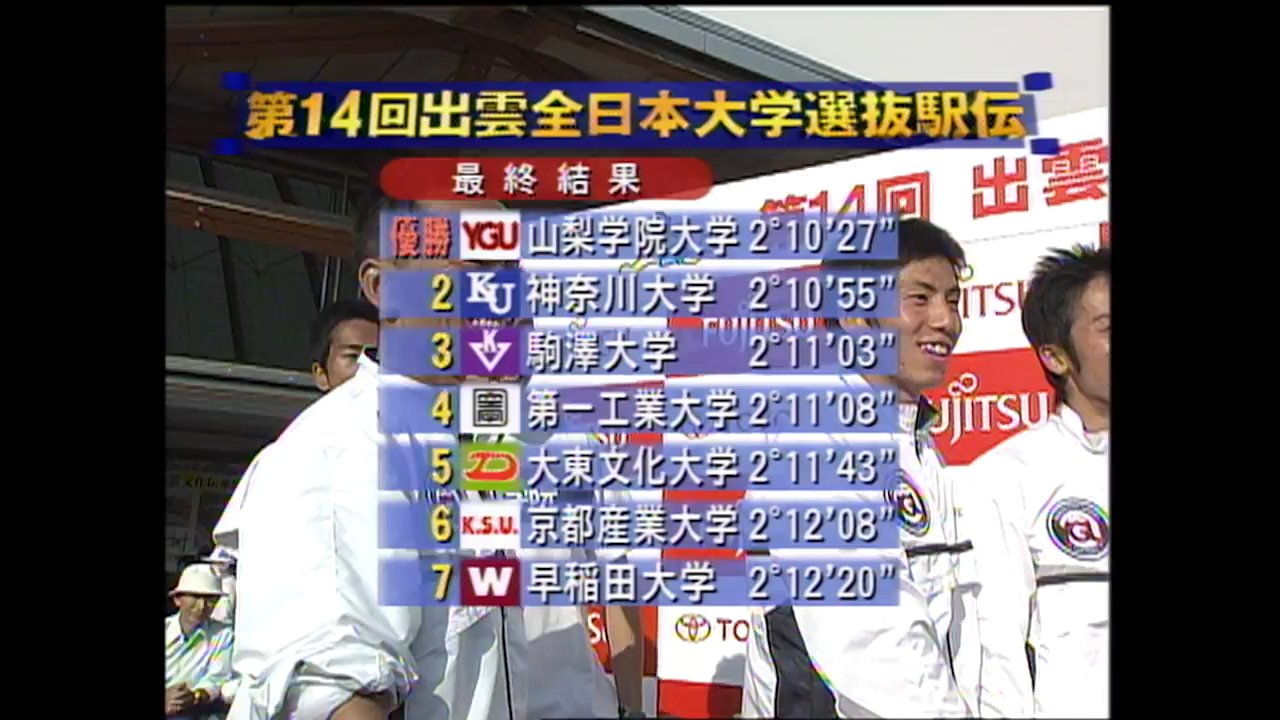 第14回出雲全日本大学選抜駅伝
最終結果
優勝 YGU 山梨学院大学 2°10'27"
2 KU 神奈川大学 2°10'55"
3 K 駒澤大学 2°11'03"
4 第一工業大学 2°11'08"
5 D 大東文化大学 2°11'43"
6 K.S.U. 京都産業大学 2°12'08"
7 W 早稲田大学 2°12'20"
第14回 出雲
FUJITSU
YGU
TO